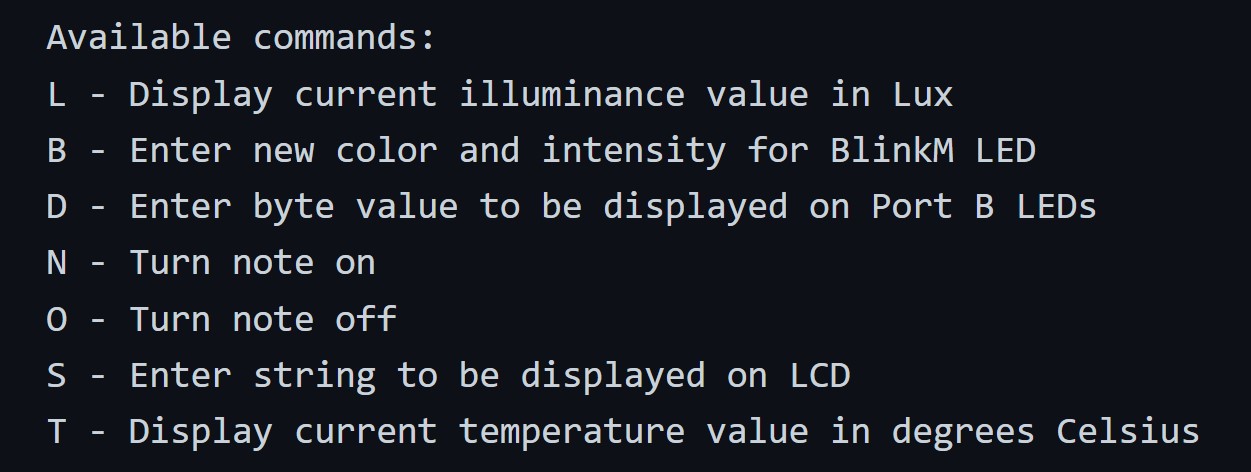 Available commands:
L - Display current illuminance value in Lux
B - Enter new color and intensity for BlinkM LED
D - Enter byte value to be displayed on Port B LEDs
N - Turn note on
O - Turn note off
S - Enter string to be displayed on LCD
T - Display current temperature value in degrees Celsius